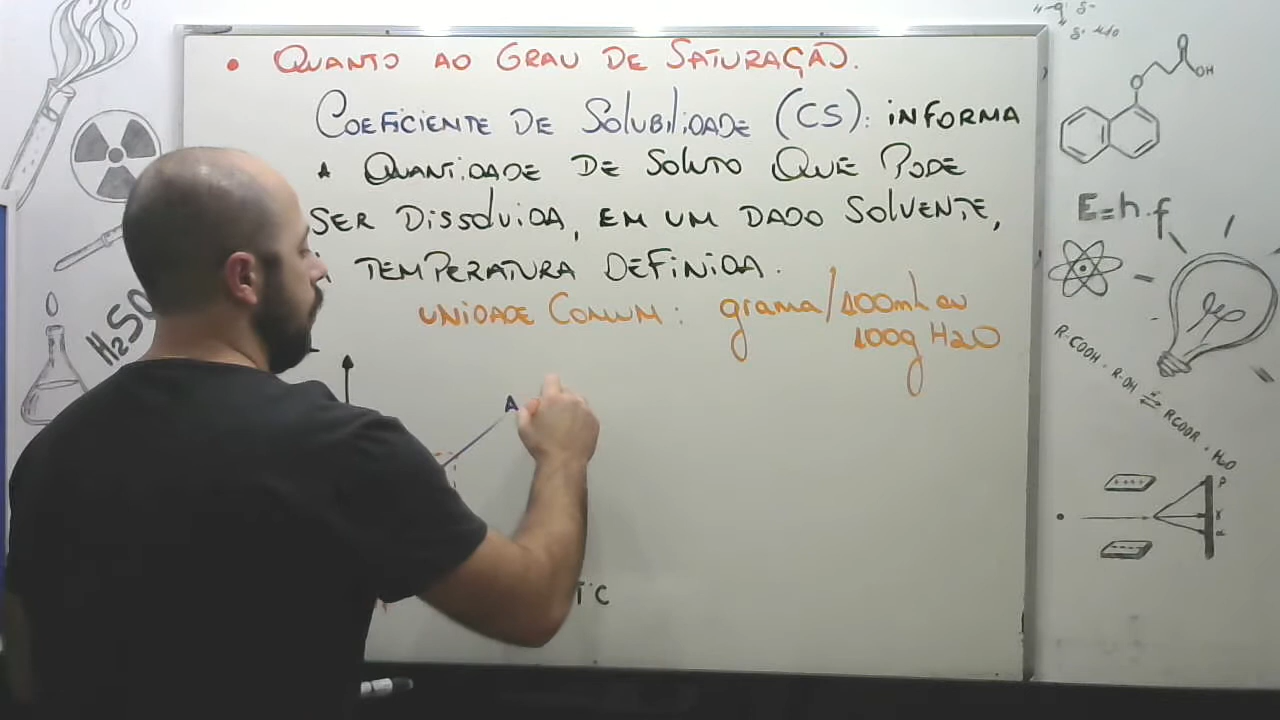 • QUANTO AO GRAU DE SATURAÇÃO.
COEFICIENTE DE SOLUBILIDADE (CS): INFORMA
A QUANTIDADE DE SOLUTO QUE PODE
SER DISSOLVIDA, EM UM DADO SOLVENTE,
TEMPERATURA DEFINIDA.
UNIDADE COMUM: grama/100ml ou
100g H2O
A
T°C
H₂SO
OH
E=h.f
R-COOH + R-OH ⇌ RCOOR + H₂O
β
γ
α